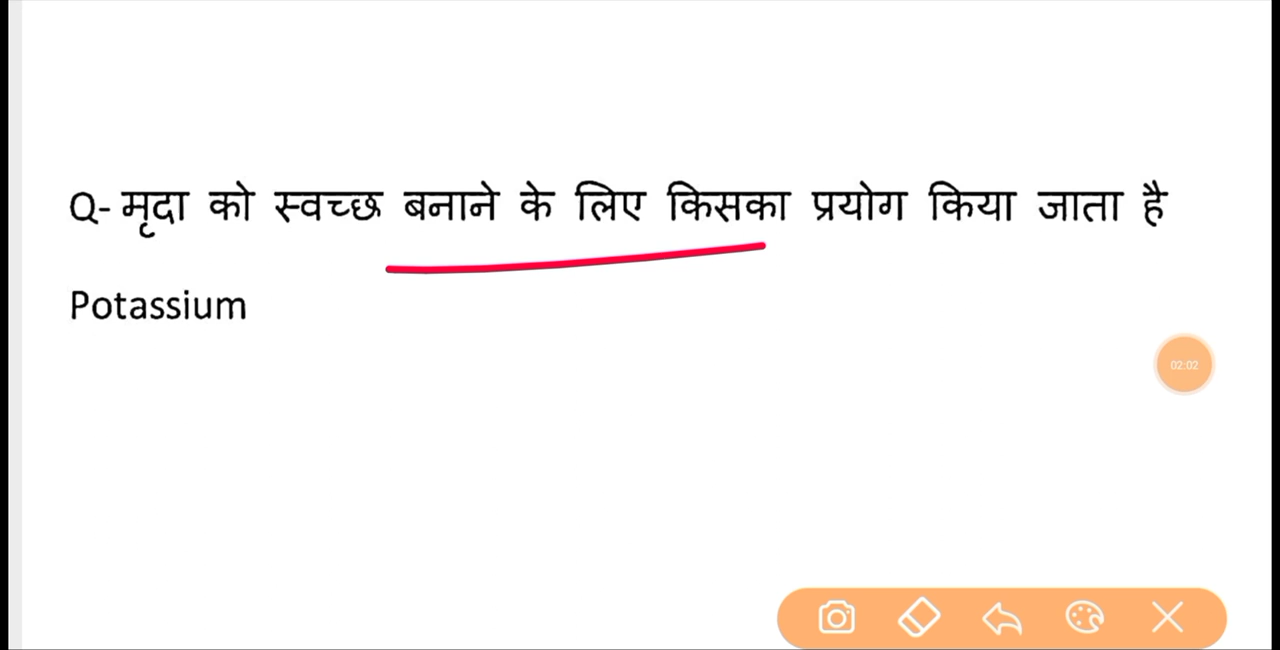 Q- मृदा को स्वच्छ बनाने के लिए किसका प्रयोग किया जाता है
Potassium
02:02